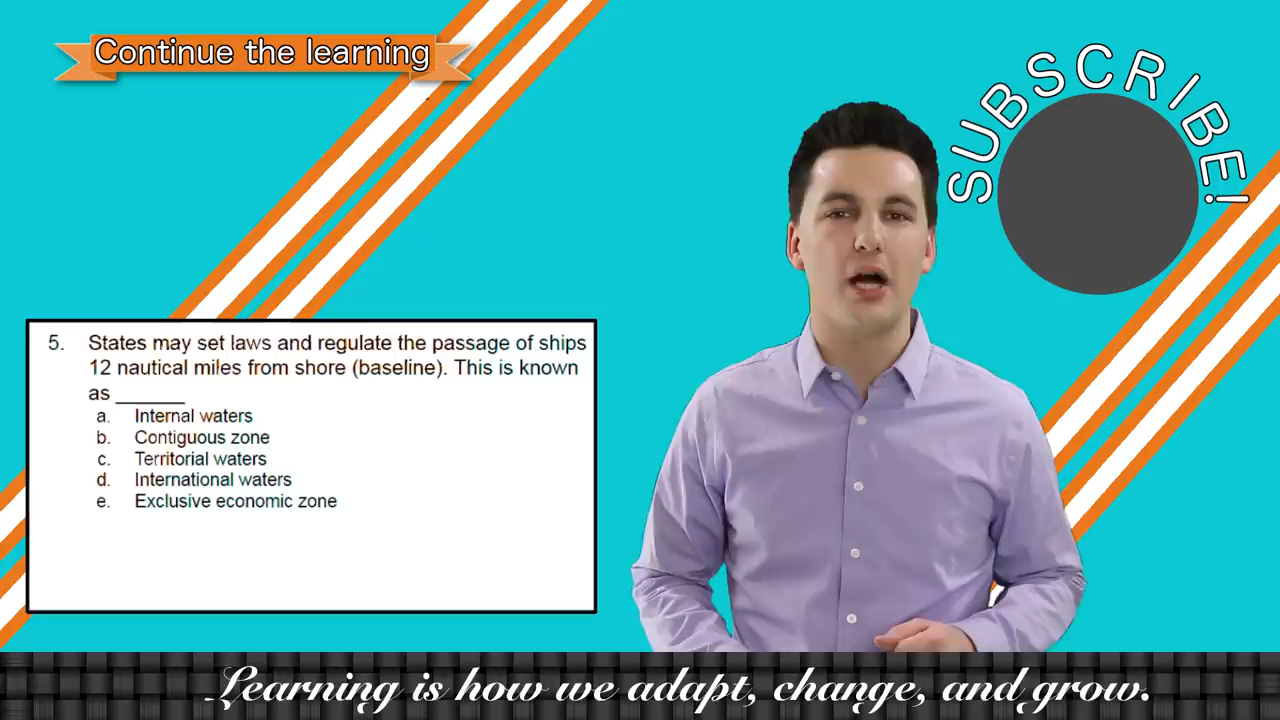 Continue the learning
SUBSCRIBE!
5. States may set laws and regulate the passage of ships
12 nautical miles from shore (baseline). This is known
as ______
a. Internal waters
b. Contiguous zone
c. Territorial waters
d. International waters
e. Exclusive economic zone
Learning is how we adapt, change, and grow.